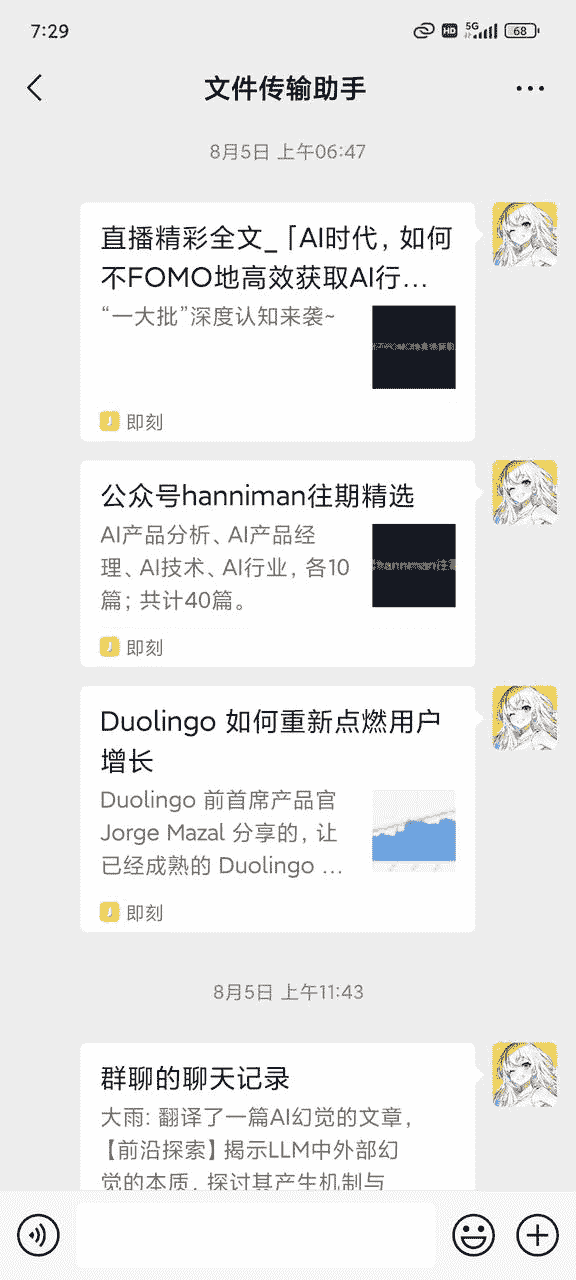 7:29
HD 5G 68
文件传输助手
8月5日 上午06:47
直播精彩全文_「AI时代，如何
不FOMO地高效获取AI行...
“一大批”深度认知来袭~
即刻
公众号hanniman往期精选
AI产品分析、AI产品经
理、AI技术、AI行业，各10
篇；共计40篇。
hanniman往
即刻
Duolingo 如何重新点燃用户
增长
Duolingo 前首席产品官
Jorge Mazal 分享的，让
已经成熟的 Duolingo ...
即刻
8月5日 上午11:43
群聊的聊天记录
大雨: 翻译了一篇AI幻觉的文章，
【前沿探索】揭示LLM中外部幻
觉的本质，探讨其产生机制与